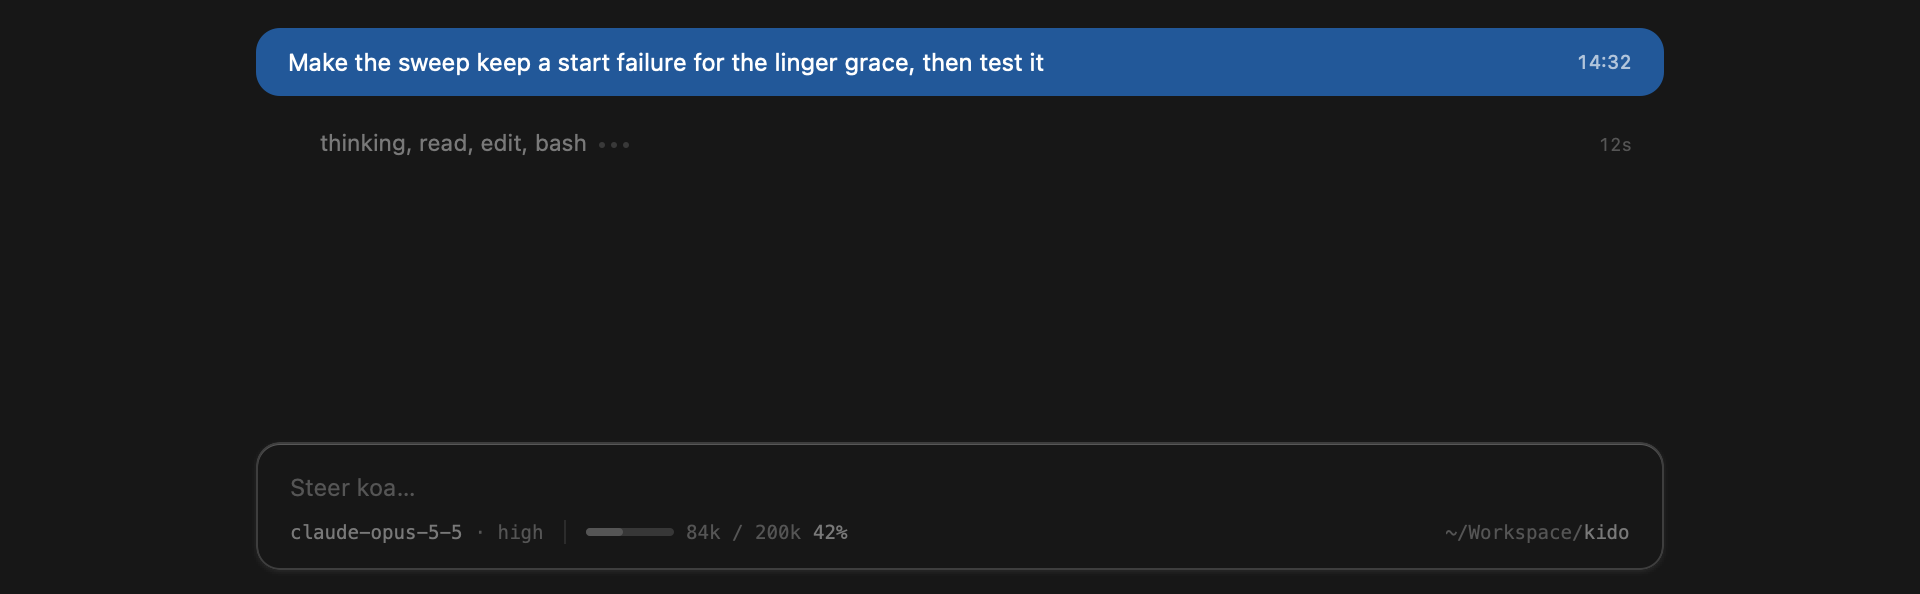 Make the sweep keep a start failure for the linger grace, then test it 14:32
thinking, read, edit, bash ••• 12s
Steer koa...
claude-opus-5-5 · high 84k / 200k 42% ~/Workspace/kido